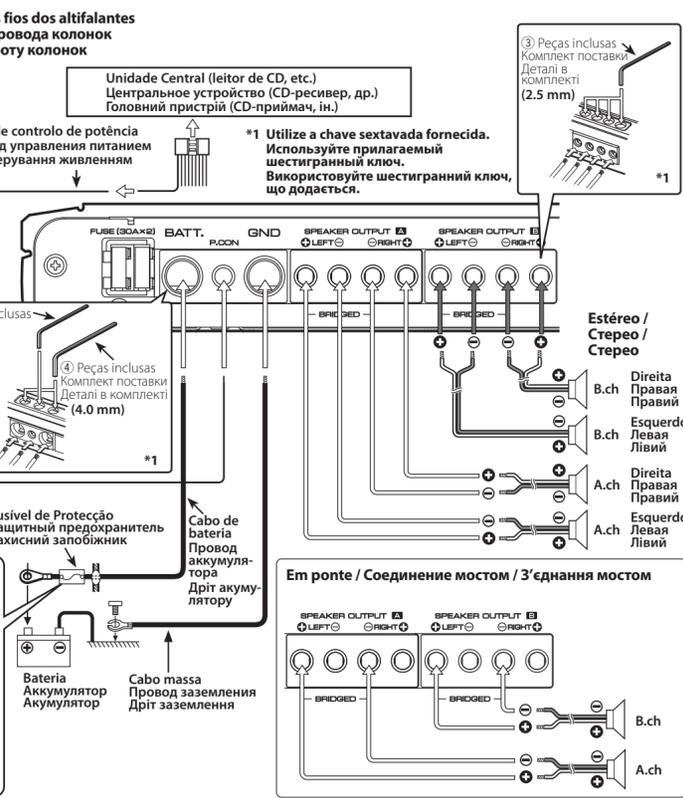 fios dos altifalantes
ровода колонок
оту колонок
Unidade Central (leitor de CD, etc.)
Центральное устройство (CD-ресивер, др.)
Головний пристрій (CD-приймач, ін.)
③ Peças inclusas
Комплект поставки
Деталі в
комплекті
(2.5 mm)
*1
de controlo de potência
управления питанием
ерування живленням
*1 Utilize a chave sextavada fornecida.
Используйте прилагаемый
шестигранный ключ.
Використовуйте шестигранний ключ,
що додається.
FUSE (30A×2)
BATT.
P.CON
GND
SPEAKER OUTPUT A
+ LEFT −
− RIGHT +
SPEAKER OUTPUT B
+ LEFT −
− RIGHT
BRIDGED
BRIDGED
+ − − +
Estéreo /
Стерео /
Стерео
clusas
④ Peças inclusas
Комплект поставки
Деталі в комплекті
(4.0 mm)
*1
+
−
B.ch
Direita
Правая
Правий
−
+
B.ch
Esquerdo
Левая
Лівий
+
−
+
−
A.ch
Direita
Правая
Правий
−
+
−
+
A.ch
Esquerdo
Левая
Лівий
usível de Protecção
ащитный предохранитель
ахисний запобіжник
Cabo de
bateria
Провод
аккумуля-
тора
Дріт акуму-
лятору
+ −
Bateria
Аккумулятор
Акумулятор
Cabo massa
Провод заземления
Дріт заземлення
Em ponte / Соединение мостом / З’єднання мостом
SPEAKER OUTPUT A
+ LEFT −
− RIGHT +
SPEAKER OUTPUT B
+ LEFT −
− RIGHT +
BRIDGED
BRIDGED
−
+
−
+
B.ch
−
+
−
+
A.ch